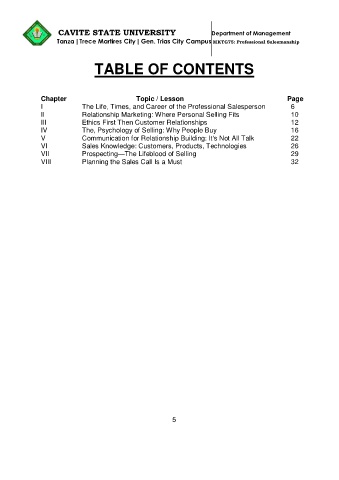 CAVITE STATE UNIVERSITY Department of Management
Tanza | Trece Martires City | Gen. Trias City Campus MKTG75: Professional Salesmanship
TABLE OF CONTENTS
Chapter Topic / Lesson Page
I The Life, Times, and Career of the Professional Salesperson 6
II Relationship Marketing: Where Personal Selling Fits 10
III Ethics First Then Customer Relationships 12
IV The, Psychology of Selling: Why People Buy 16
V Communication for Relationship Building: It's Not All Talk 22
VI Sales Knowledge: Customers, Products, Technologies 26
VII Prospecting—The Lifeblood of Selling 29
VIII Planning the Sales Call Is a Must 32
5